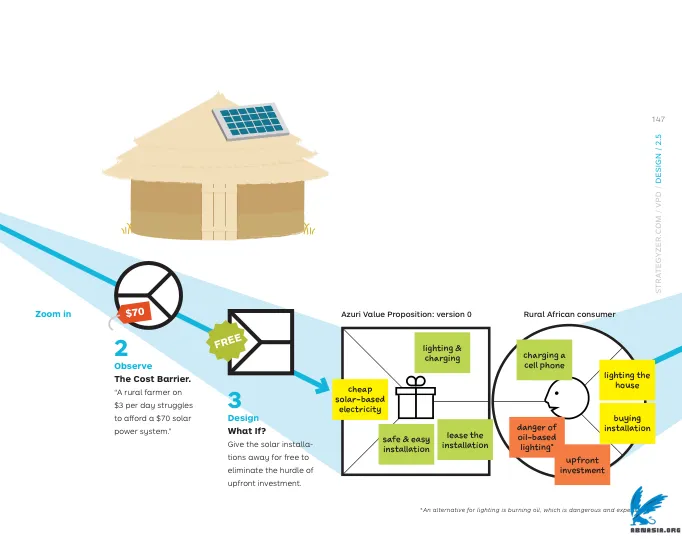 147
STRATEGYZER.COM / VPD / DESIGN / 2.5
Zoom in
$70
2
Observe
The Cost Barrier.
"A rural farmer on
$3 per day struggles
to afford a $70 solar
power system."
FREE
3
Design
What If?
Give the solar installa-
tions away for free to
eliminate the hurdle of
upfront investment.
Azuri Value Proposition: version 0
lighting &
charging
cheap
solar-based
electricity
safe & easy
installation
lease the
installation
Rural African consumer
charging a
cell phone
lighting the
house
buying
installation
danger of
oil-based
lighting*
upfront
investment
*An alternative for lighting is burning oil, which is dangerous and
ABMASIA.ORG